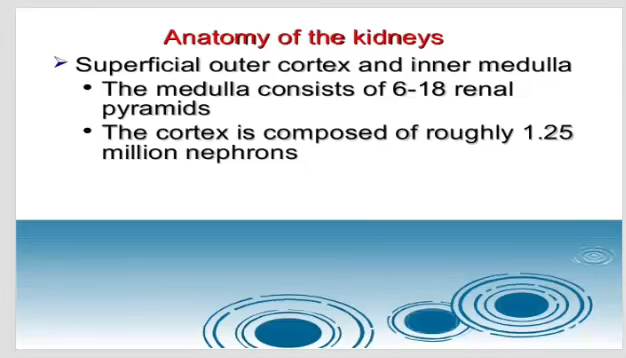 Anatomy of the kidneys
Superficial outer cortex and inner medulla
• The medulla consists of 6-18 renal
pyramids
• The cortex is composed of roughly 1.25
million nephrons